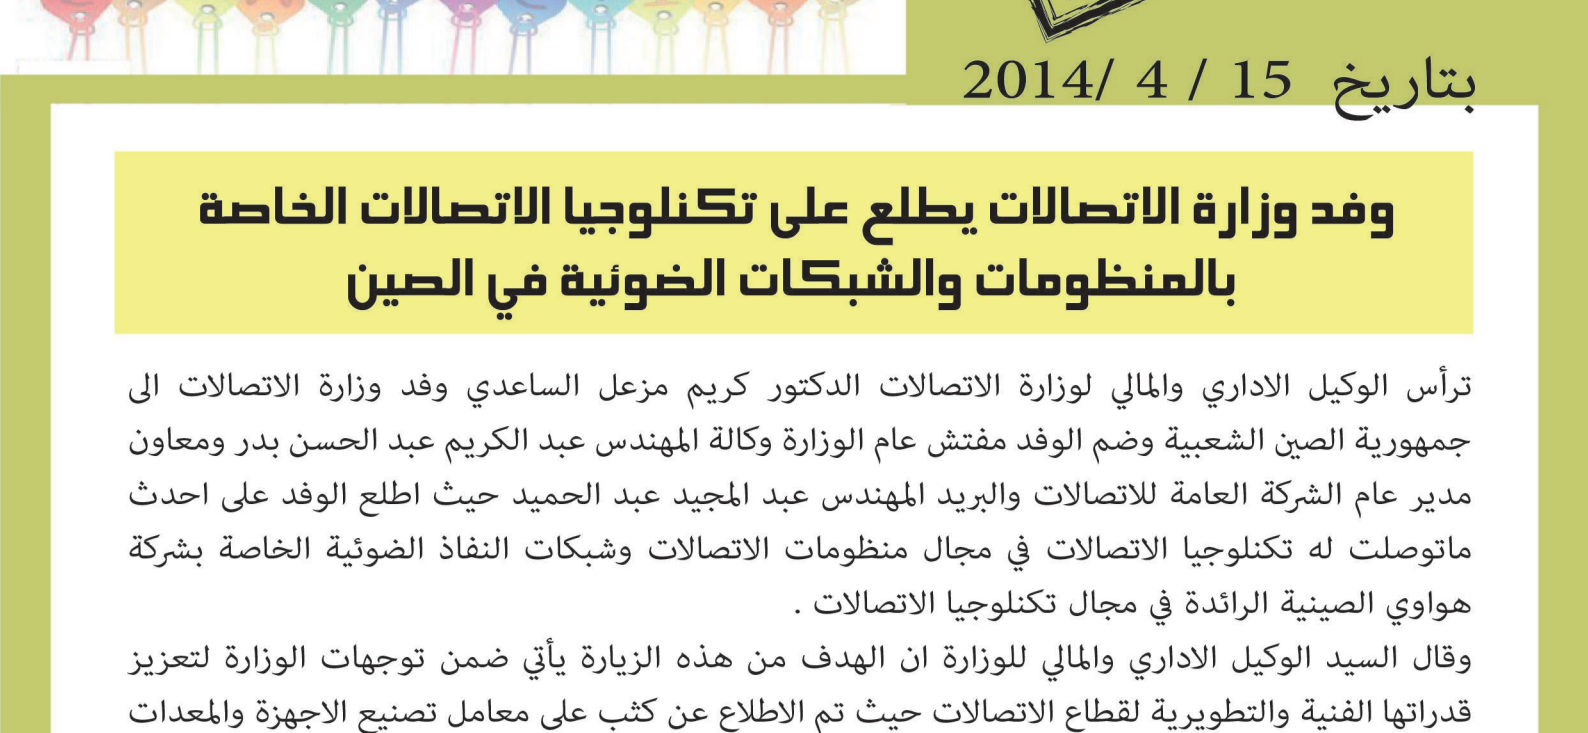 بتاريخ 15 / 4 /2014
وفد وزارة الاتصالات يطلع على تكنلوجيا الاتصالات الخاصة
بالمنظومات والشبكات الضوئية في الصين
ترأس الوكيل الاداري والمالي لوزارة الاتصالات الدكتور كريم مزعل الساعدي وفد وزارة الاتصالات الى
جمهورية الصين الشعبية وضم الوفد مفتش عام الوزارة وكالة المهندس عبد الكريم عبد الحسن بدر ومعاون
مدير عام الشركة العامة للاتصالات والبريد المهندس عبد المجيد عبد الحميد حيث اطلع الوفد على احدث
ماتوصلت له تكنلوجيا الاتصالات في مجال منظومات الاتصالات وشبكات النفاذ الضوئية الخاصة بشركة
هواوي الصينية الرائدة في مجال تكنلوجيا الاتصالات .
وقال السيد الوكيل الاداري والمالي للوزارة ان الهدف من هذه الزيارة يأتي ضمن توجهات الوزارة لتعزيز
قدراتها الفنية والتطويرية لقطاع الاتصالات حيث تم الاطلاع عن كثب على معامل تصنيع الاجهزة والمعدات